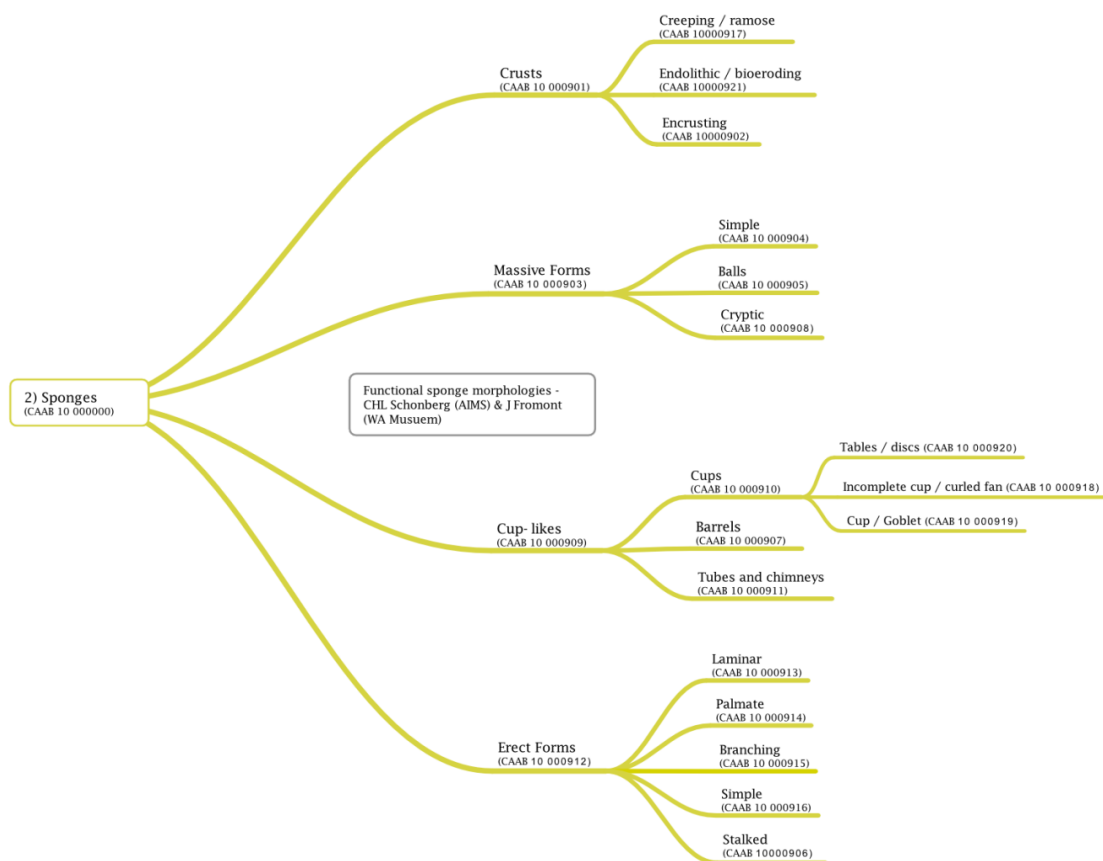 2) Sponges
(CAAB 10 000000)
Crusts
(CAAB 10 000901)
Creeping / ramose
(CAAB 10000917)
Endolithic / bioeroding
(CAAB 10000921)
Encrusting
(CAAB 10000902)
Massive Forms
(CAAB 10 000903)
Simple
(CAAB 10 000904)
Balls
(CAAB 10 000905)
Cryptic
(CAAB 10 000908)
Functional sponge morphologies -
CHL Schonberg (AIMS) & J Fromont
(WA Musuem)
Cup- likes
(CAAB 10 000909)
Cups
(CAAB 10 000910)
Tables / discs (CAAB 10 000920)
Incomplete cup / curled fan (CAAB 10 000918)
Cup / Goblet (CAAB 10 000919)
Barrels
(CAAB 10 000907)
Tubes and chimneys
(CAAB 10 000911)
Erect Forms
(CAAB 10 000912)
Laminar
(CAAB 10 000913)
Palmate
(CAAB 10 000914)
Branching
(CAAB 10 000915)
Simple
(CAAB 10 000916)
Stalked
(CAAB 10000906)